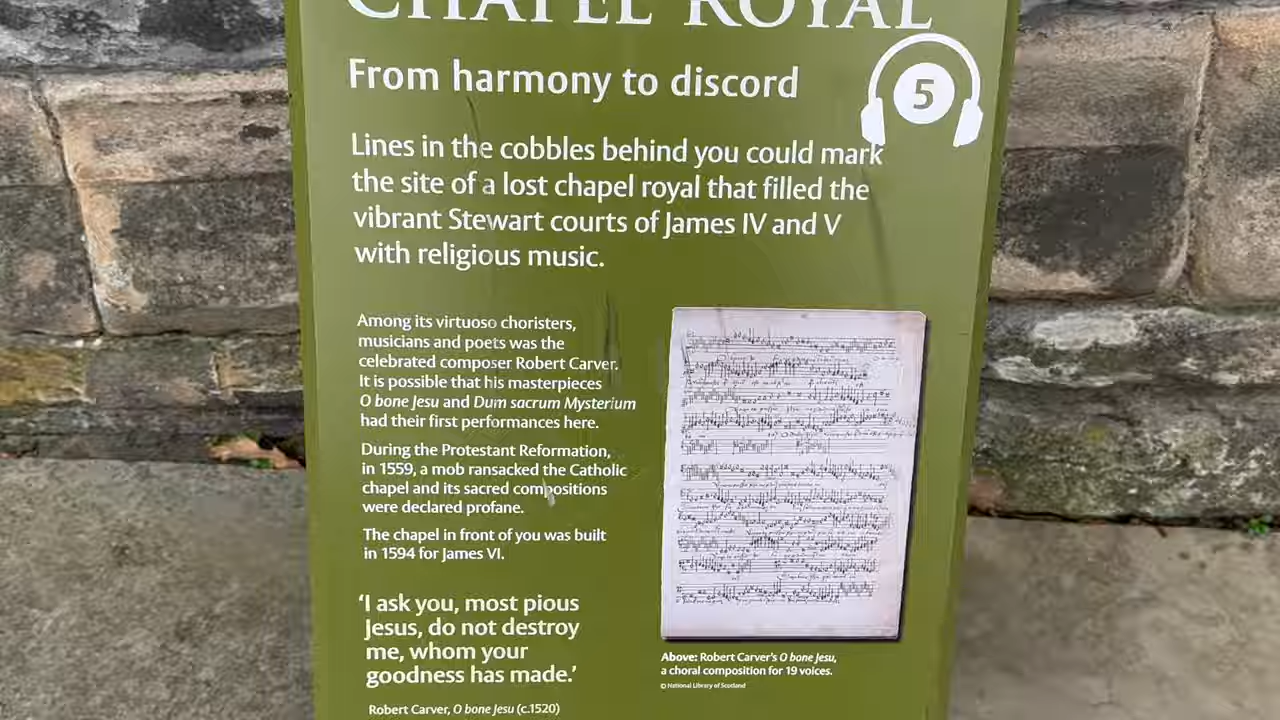 CHAPEL ROYAL
From harmony to discord
5
Lines in the cobbles behind you could mark
the site of a lost chapel royal that filled the
vibrant Stewart courts of James IV and V
with religious music.
Among its virtuoso choristers,
musicians and poets was the
celebrated composer Robert Carver.
It is possible that his masterpieces
O bone Jesu and Dum sacrum Mysterium
had their first performances here.
During the Protestant Reformation,
in 1559, a mob ransacked the Catholic
chapel and its sacred compositions
were declared profane.
The chapel in front of you was built
in 1594 for James VI.
‘I ask you, most pious
Jesus, do not destroy
me, whom your
goodness has made.’
Robert Carver, O bone Jesu (c.1520)
Above: Robert Carver's O bone Jesu,
a choral composition for 19 voices.
© National Library of Scotland